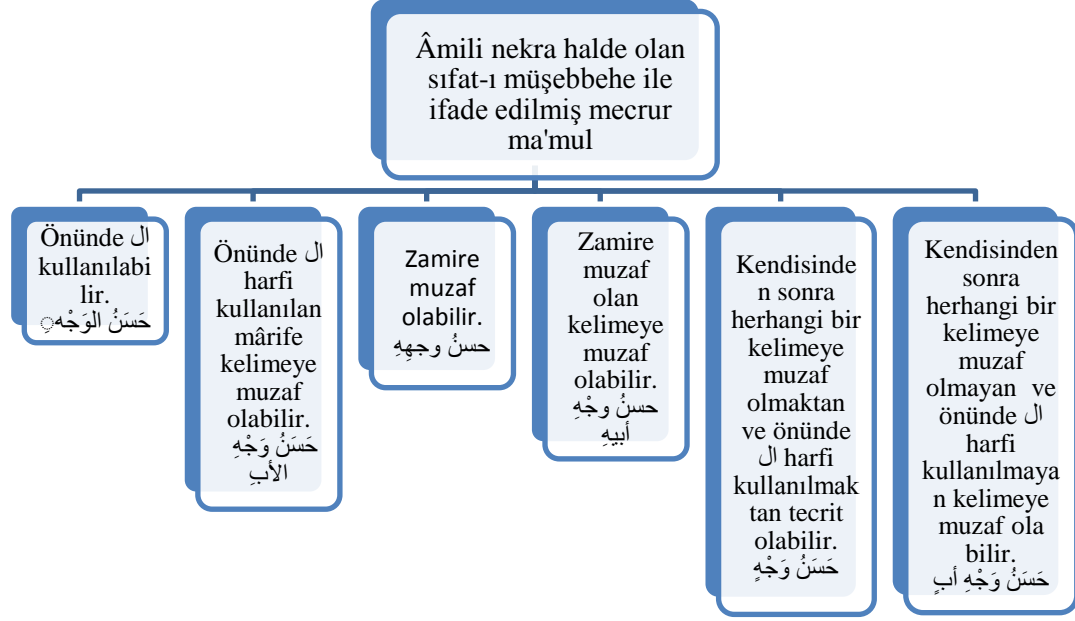 Âmili nekra halde olan
sıfat-ı müşebbehe ile
ifade edilmiş mecrur
ma'mul
Önünde ال
kullanılabi
lir.
حَسَنُ الوَجْهِ
Önünde ال
harfi
kullanılan
mârife
kelimeye
muzaf
olabilir.
حَسَنُ وَجْهِ
الأبِ
Zamire
muzaf
olabilir.
حسنُ وجهِهِ
Zamire
muzaf
olan
kelimeye
muzaf
olabilir.
حسنُ وجْهِ
أبيهِ
Kendisinde
n sonra
herhangi bir
kelimeye
muzaf
olmaktan
ve önünde
ال harfi
kullanılmak
tan tecrit
olabilir.
حَسَنُ وَجْهٍ
Kendisinden
sonra
herhangi bir
kelimeye
muzaf
olmayan ve
önünde ال
harfi
kullanılmaya
n kelimeye
muzaf ola
bilir.
حَسَنُ وَجْهِ أبٍ